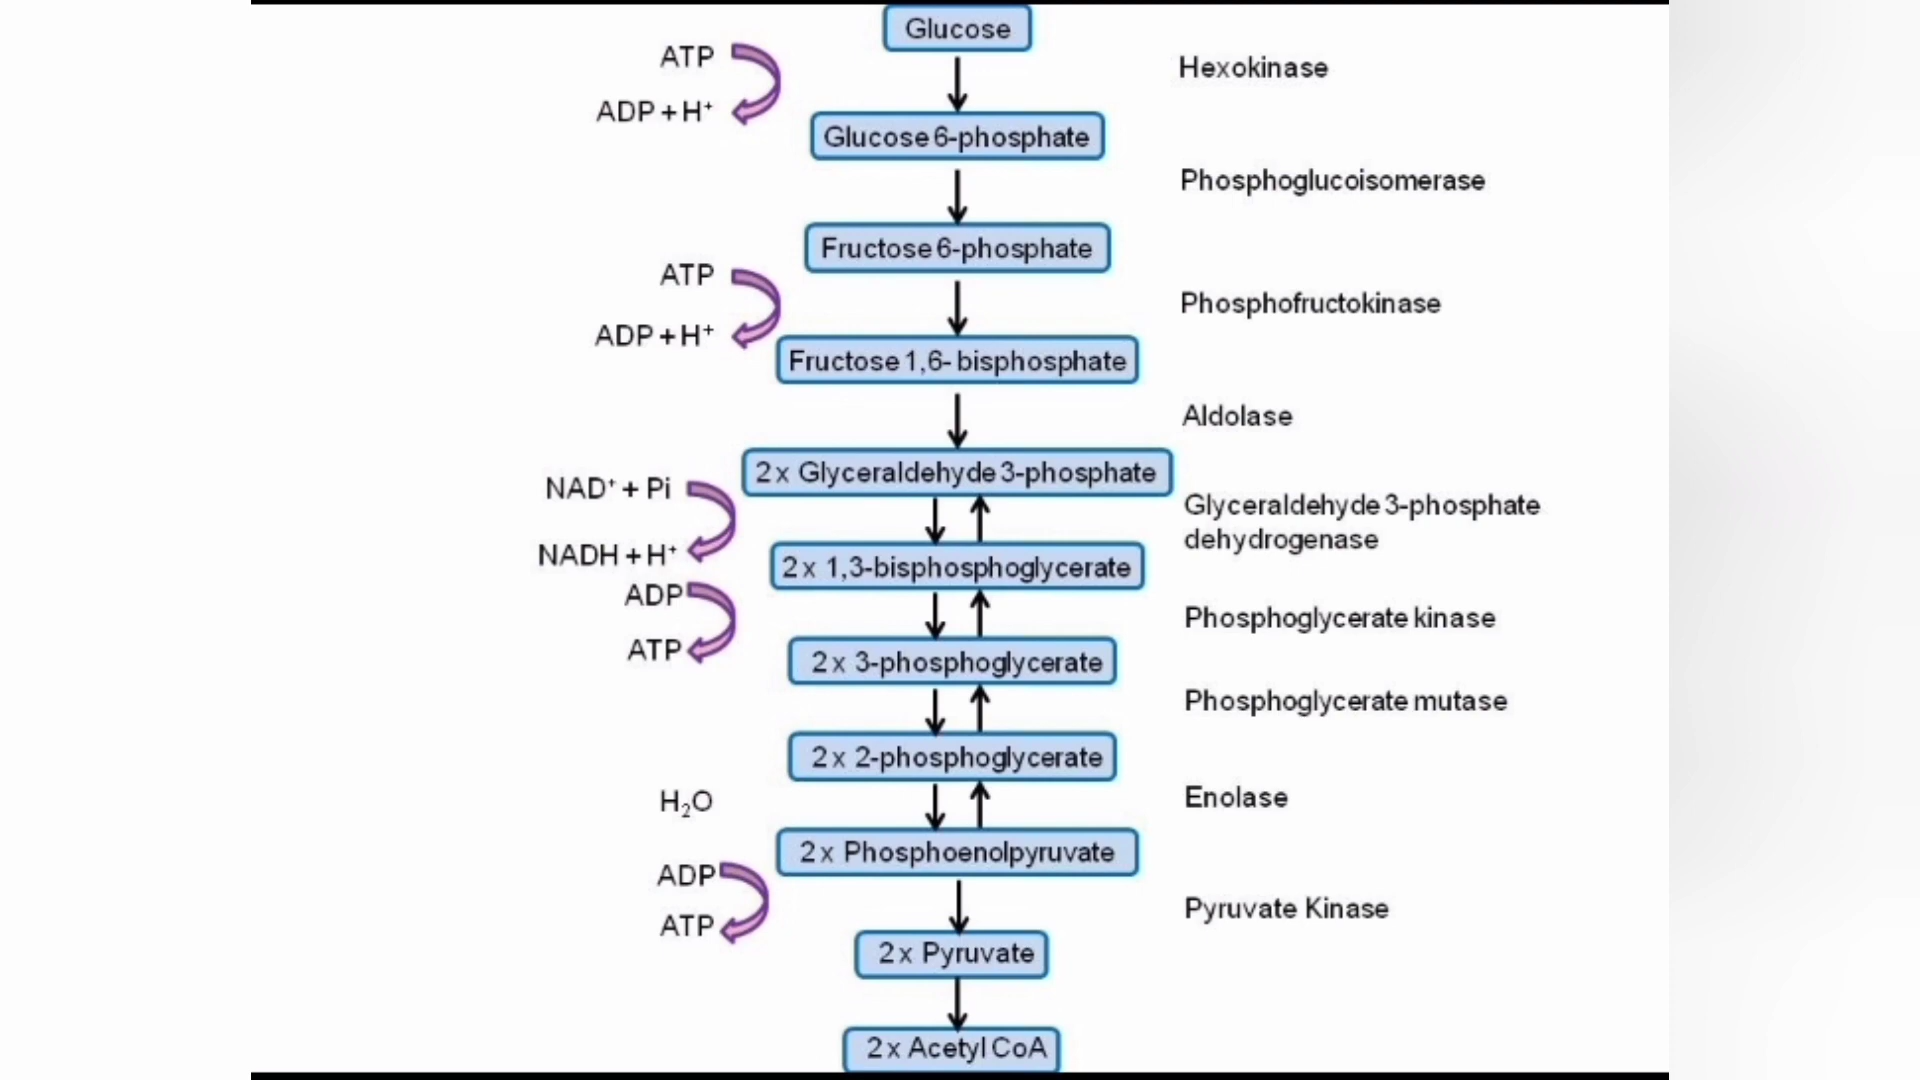 Glucose
ATP
Hexokinase
ADP + H⁺
Glucose 6-phosphate
Phosphoglucoisomerase
Fructose 6-phosphate
ATP
Phosphofructokinase
ADP + H⁺
Fructose 1,6- bisphosphate
Aldolase
2 x Glyceraldehyde 3-phosphate
NAD⁺ + Pi
Glyceraldehyde 3-phosphate
dehydrogenase
NADH + H⁺
2 x 1,3-bisphosphoglycerate
ADP
Phosphoglycerate kinase
ATP
2 x 3-phosphoglycerate
Phosphoglycerate mutase
2 x 2-phosphoglycerate
H₂O
Enolase
2 x Phosphoenolpyruvate
ADP
Pyruvate Kinase
ATP
2 x Pyruvate
2 x Acetyl CoA